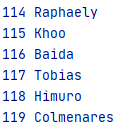 114 Raphaely
115 Khoo
116 Baida
117 Tobias
118 Himuro
119 Colmenares